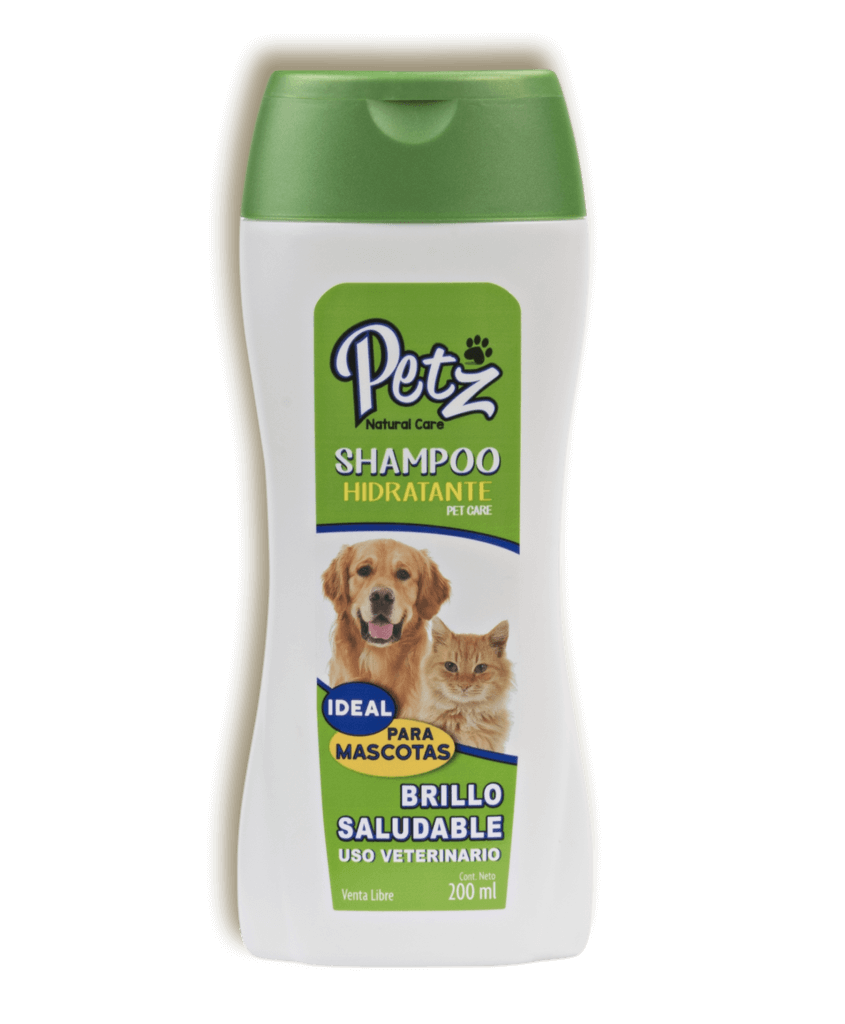 Petz
Natural Care
SHAMPOO
HIDRATANTE
PET CARE
IDEAL
PARA
MASCOTAS
BRILLO
SALUDABLE
USO VETERINARIO
Cont. Neto
Venta Libre 200 ml